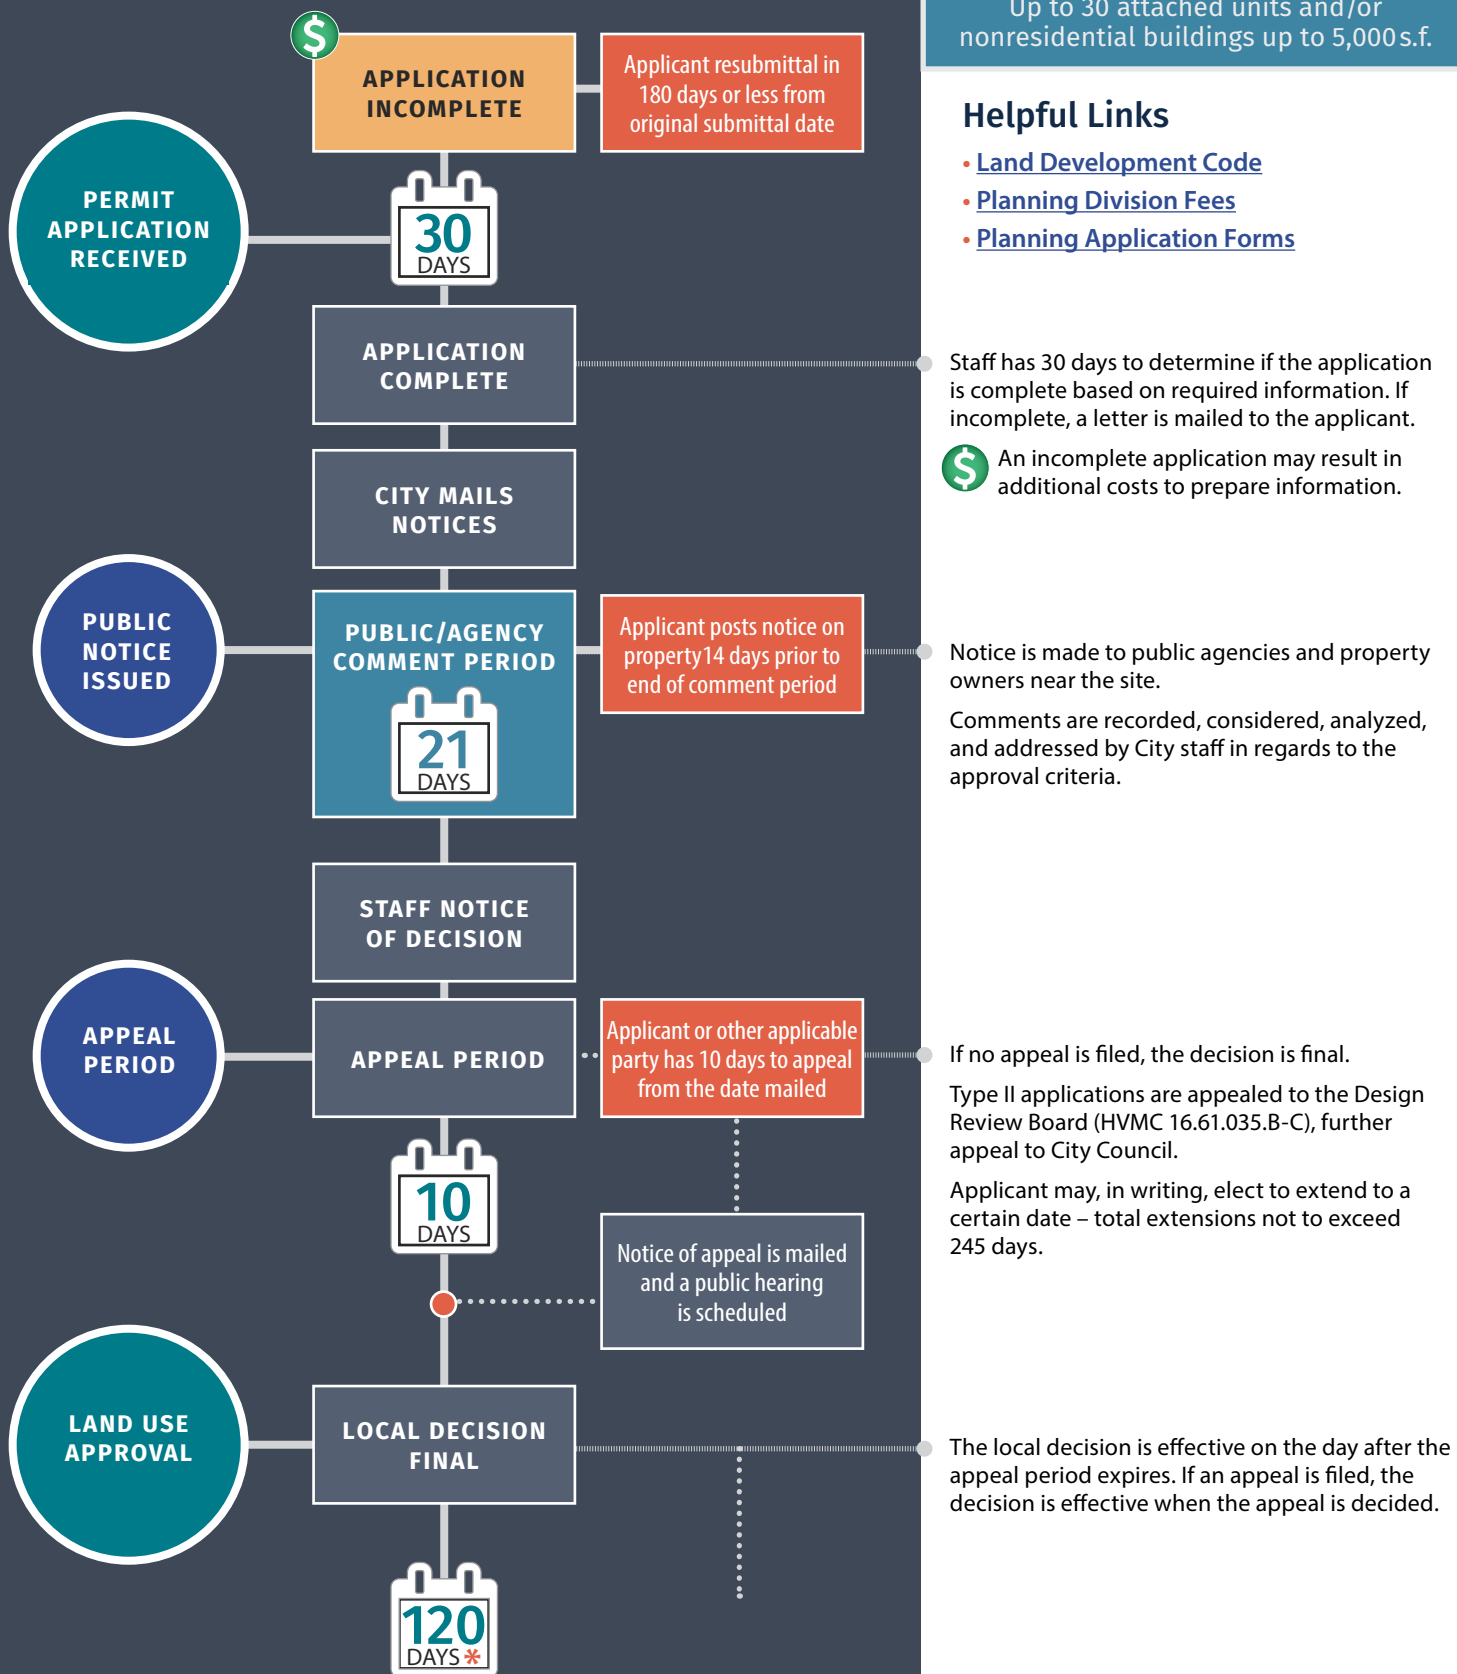 Up to 30 attached units and/or
nonresidential buildings up to 5,000 s.f.
$
APPLICATION
INCOMPLETE
Applicant resubmittal in
180 days or less from
original submittal date
PERMIT
APPLICATION
RECEIVED
30
DAYS
APPLICATION
COMPLETE
CITY MAILS
NOTICES
PUBLIC
NOTICE
ISSUED
PUBLIC/AGENCY
COMMENT PERIOD
21
DAYS
Applicant posts notice on
property14 days prior to
end of comment period
STAFF NOTICE
OF DECISION
APPEAL
PERIOD
APPEAL PERIOD
Applicant or other applicable
party has 10 days to appeal
from the date mailed
10
DAYS
Notice of appeal is mailed
and a public hearing
is scheduled
LAND USE
APPROVAL
LOCAL DECISION
FINAL
120
DAYS *
Helpful Links
• Land Development Code
• Planning Division Fees
• Planning Application Forms
Staff has 30 days to determine if the application
is complete based on required information. If
incomplete, a letter is mailed to the applicant.
$ An incomplete application may result in
additional costs to prepare information.
Notice is made to public agencies and property
owners near the site.
Comments are recorded, considered, analyzed,
and addressed by City staff in regards to the
approval criteria.
If no appeal is filed, the decision is final.
Type II applications are appealed to the Design
Review Board (HVMC 16.61.035.B-C), further
appeal to City Council.
Applicant may, in writing, elect to extend to a
certain date – total extensions not to exceed
245 days.
The local decision is effective on the day after the
appeal period expires. If an appeal is filed, the
decision is effective when the appeal is decided.